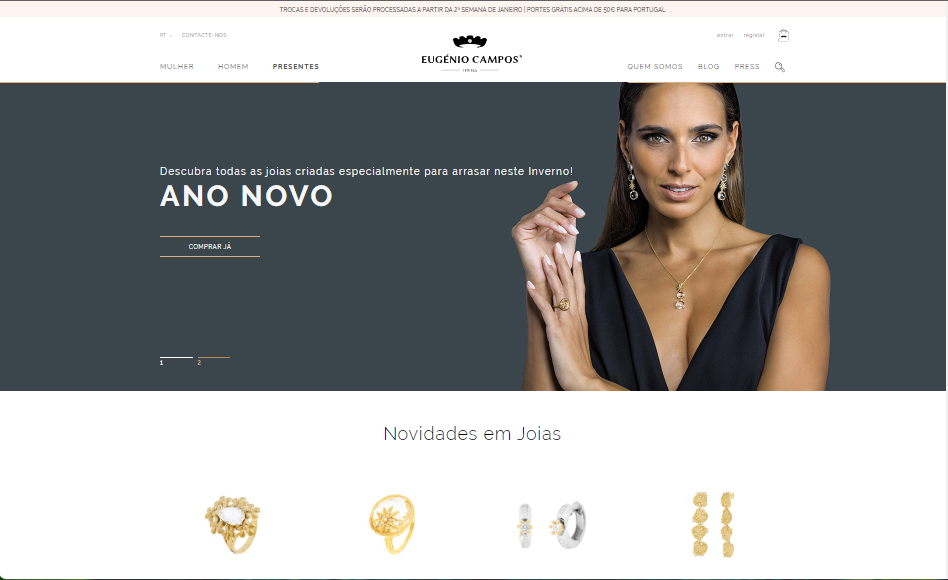 TROCAS E DEVOLUÇÕES SERÃO PROCESSADAS A PARTIR DA 2ª SEMANA DE JANEIRO | PORTES GRÁTIS ACIMA DE 50€ PARA PORTUGAL
PT CONTACTE-NOS
entrar registar
EUGÉNIO CAMPOS
MULHER HOMEM PRESENTES
QUEM SOMOS BLOG PRESS
Descubra todas as joias criadas especialmente para arrasar neste Inverno!
ANO NOVO
COMPRAR JÁ
1 2
Novidades em Joias